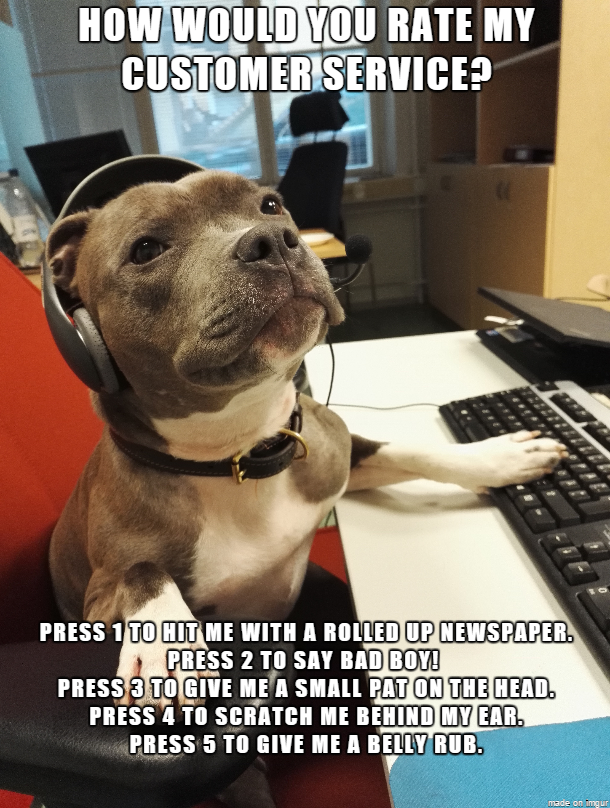 HOW WOULD YOU RATE MY
CUSTOMER SERVICE?
PRESS 1 TO HIT ME WITH A ROLLED UP NEWSPAPER.
PRESS 2 TO SAY BAD BOY!
PRESS 3 TO GIVE ME A SMALL PAT ON THE HEAD.
PRESS 4 TO SCRATCH ME BEHIND MY EAR.
PRESS 5 TO GIVE ME A BELLY RUB.
made on imgur